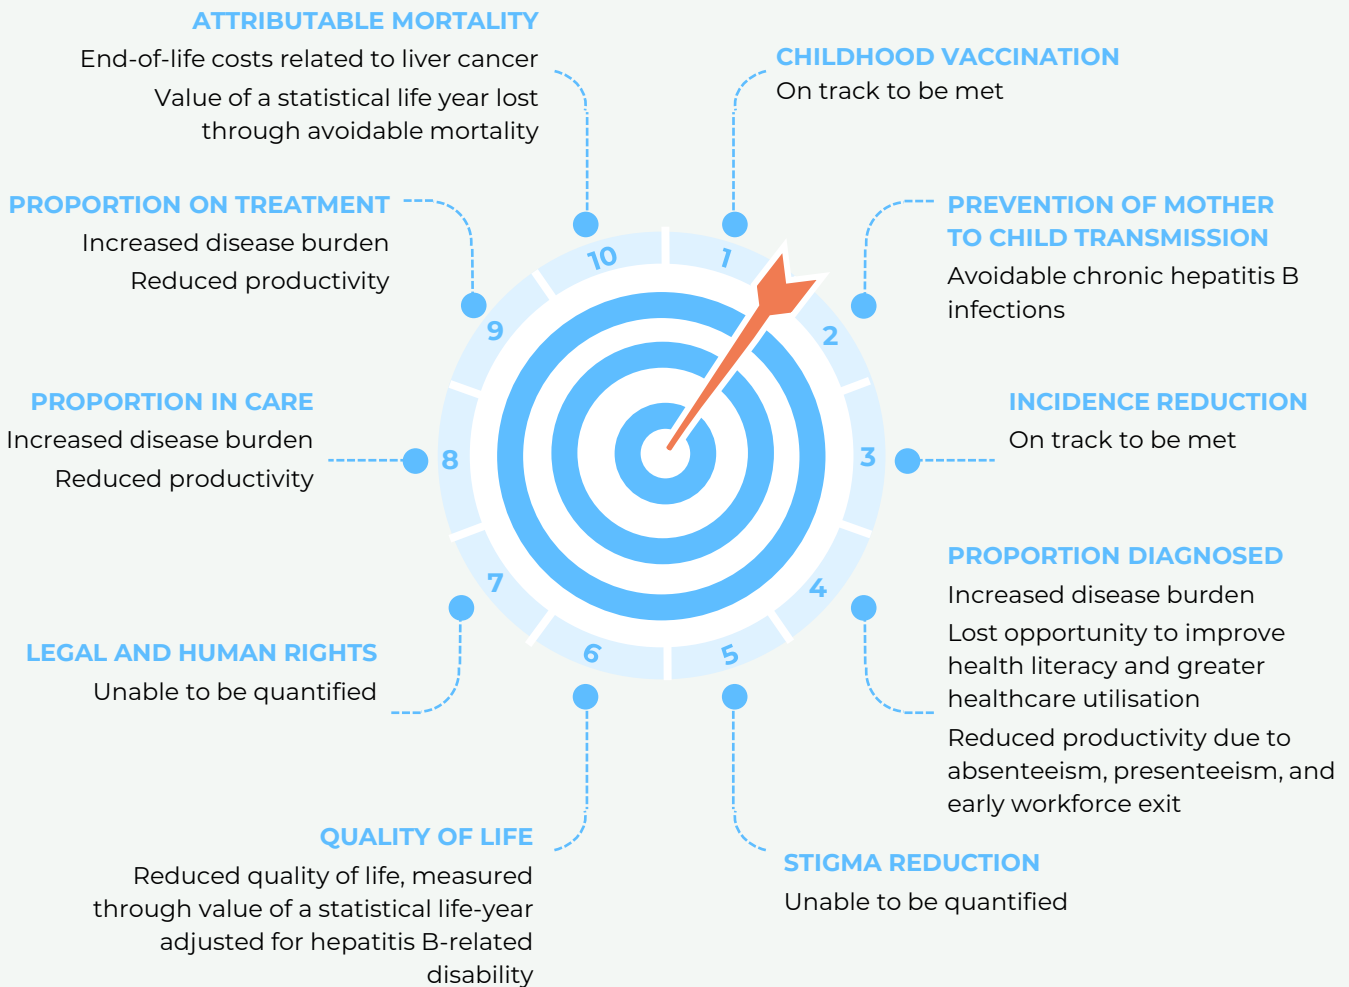 ATTRIBUTABLE MORTALITY
End-of-life costs related to liver cancer
Value of a statistical life year lost
through avoidable mortality
CHILDHOOD VACCINATION
On track to be met
PROPORTION ON TREATMENT
Increased disease burden
Reduced productivity
PREVENTION OF MOTHER
TO CHILD TRANSMISSION
Avoidable chronic hepatitis B
infections
10
1
9
2
PROPORTION IN CARE
Increased disease burden
Reduced productivity
8
3
INCIDENCE REDUCTION
On track to be met
7
4
6
5
PROPORTION DIAGNOSED
Increased disease burden
Lost opportunity to improve
health literacy and greater
healthcare utilisation
Reduced productivity due to
absenteeism, presenteeism, and
early workforce exit
LEGAL AND HUMAN RIGHTS
Unable to be quantified
QUALITY OF LIFE
Reduced quality of life, measured
through value of a statistical life-year
adjusted for hepatitis B-related
disability
STIGMA REDUCTION
Unable to be quantified